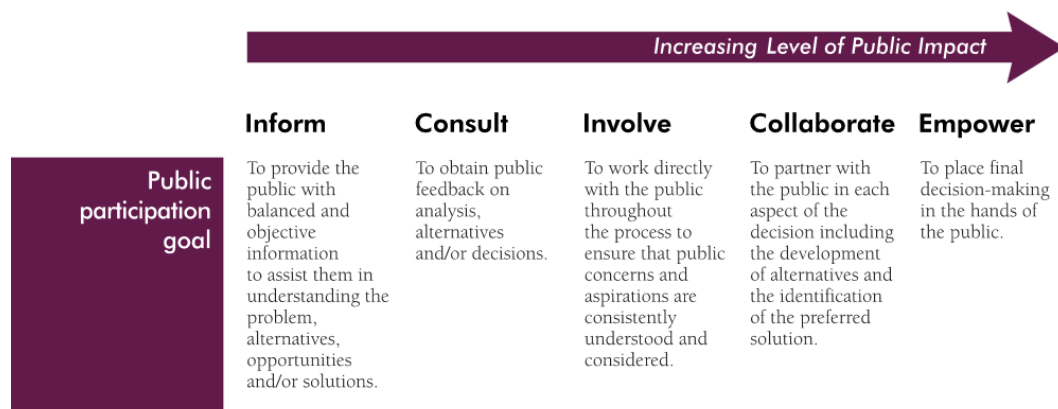 Increasing Level of Public Impact
Inform
Consult
Involve
Collaborate
Empower
Public
participation
goal
To provide the
public with
balanced and
objective
information
to assist them in
understanding the
problem,
alternatives,
opportunities
and/or solutions.
To obtain public
feedback on
analysis,
alternatives
and/or decisions.
To work directly
with the public
throughout
the process to
ensure that public
concerns and
aspirations are
consistently
understood and
considered.
To partner with
the public in each
aspect of the
decision including
the development
of alternatives and
the identification
of the preferred
solution.
To place final
decision-making
in the hands of
the public.